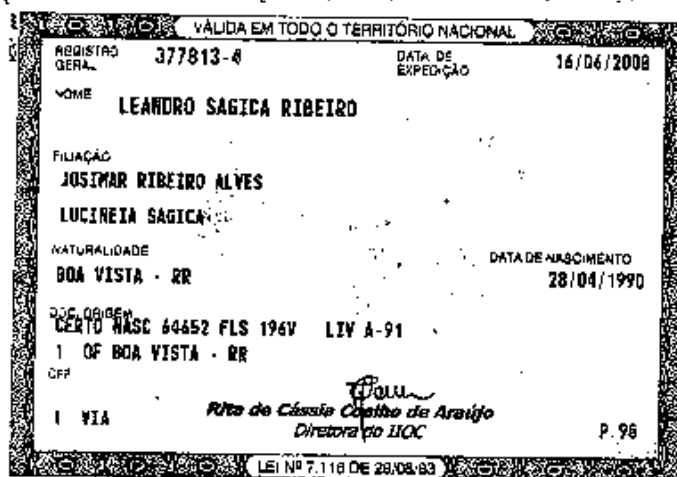 VÁLIDA EM TODO O TERRITÓRIO NACIONAL
REGISTRO GERAL 377813-4 DATA DE EXPEDIÇÃO 16/06/2008
NOME LEANDRO SAGICA RIBEIRO
FILIAÇÃO
JOSIMAR RIBEIRO ALVES
LUCINEIA SAGICA
NATURALIDADE DATA DE NASCIMENTO
BOA VISTA - RR 28/04/1990
DOC. ORIGEM
CERTO NASC 64652 FLS 196V LIV A-91
1 OF BOA VISTA - RR
CPF
1 VIA Rita de Cássia Coelho de Araújo
Diretora do IIOC P.98
LEI Nº 7.116 DE 29/08/83